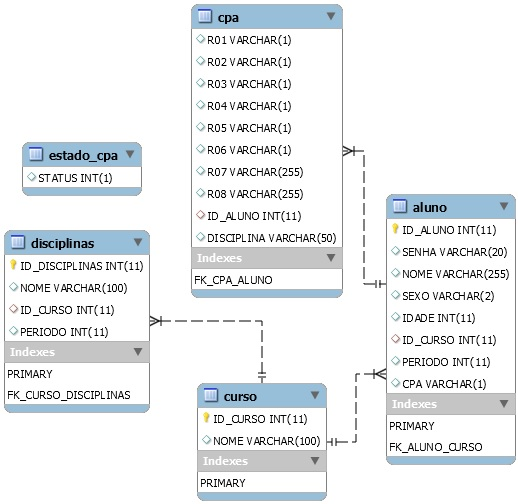 cpa
R01 VARCHAR(1)
R02 VARCHAR(1)
R03 VARCHAR(1)
R04 VARCHAR(1)
R05 VARCHAR(1)
R06 VARCHAR(1)
R07 VARCHAR(255)
R08 VARCHAR(255)
ID_ALUNO INT(11)
DISCIPLINA VARCHAR(50)
Indexes
FK_CPA_ALUNO
estado_cpa
STATUS INT(1)
disciplinas
ID_DISCIPLINAS INT(11)
NOME VARCHAR(100)
ID_CURSO INT(11)
PERIODO INT(11)
Indexes
PRIMARY
FK_CURSO_DISCIPLINAS
aluno
ID_ALUNO INT(11)
SENHA VARCHAR(20)
NOME VARCHAR(255)
SEXO VARCHAR(2)
IDADE INT(11)
ID_CURSO INT(11)
PERIODO INT(11)
CPA VARCHAR(1)
Indexes
PRIMARY
FK_ALUNO_CURSO
curso
ID_CURSO INT(11)
NOME VARCHAR(100)
Indexes
PRIMARY